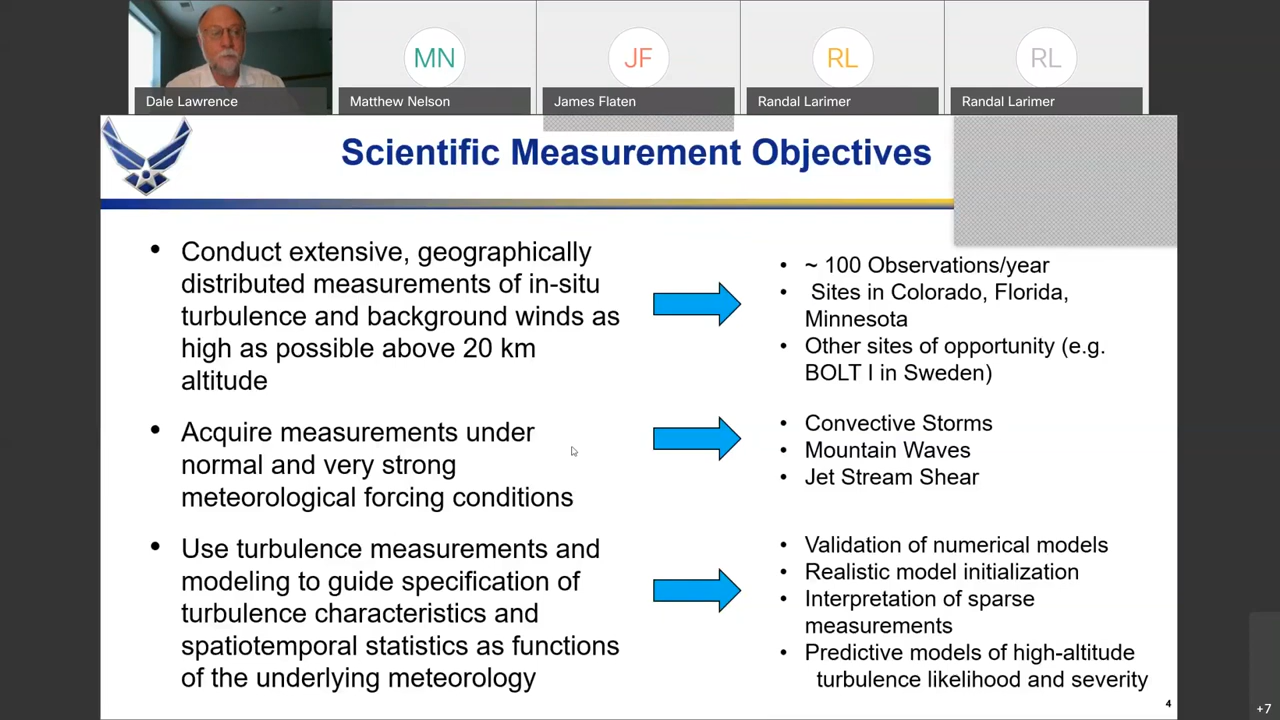 MN
JF
RL
RL
Dale Lawrence
Matthew Nelson
James Flaten
Randal Larimer
Randal Larimer
Scientific Measurement Objectives
• Conduct extensive, geographically
distributed measurements of in-situ
turbulence and background winds as
high as possible above 20 km
altitude
• ~ 100 Observations/year
• Sites in Colorado, Florida,
Minnesota
• Other sites of opportunity (e.g.
BOLT I in Sweden)
• Acquire measurements under
normal and very strong
meteorological forcing conditions
• Convective Storms
• Mountain Waves
• Jet Stream Shear
• Use turbulence measurements and
modeling to guide specification of
turbulence characteristics and
spatiotemporal statistics as functions
of the underlying meteorology
• Validation of numerical models
• Realistic model initialization
• Interpretation of sparse
measurements
• Predictive models of high-altitude
turbulence likelihood and severity
4
+7